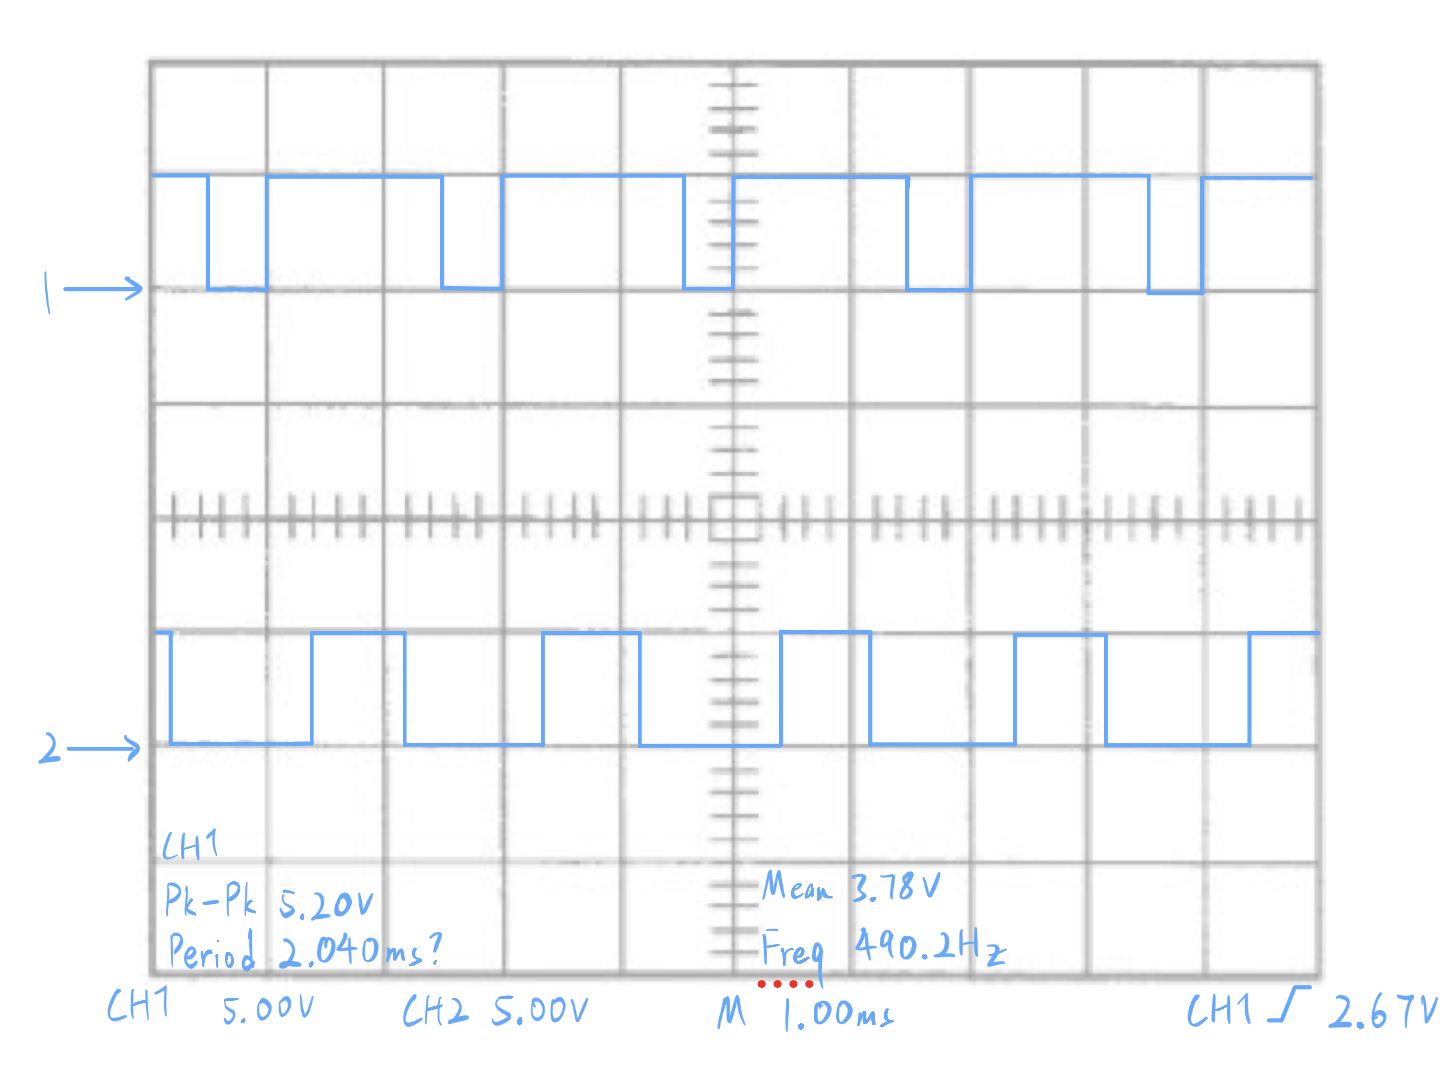 1
2
CH1
Pk-Pk 5.20V
Mean 3.78V
Period 2.040ms?
Freq 490.2Hz
CH1 5.00V CH2 5.00V M 1.00ms CH1 2.67V